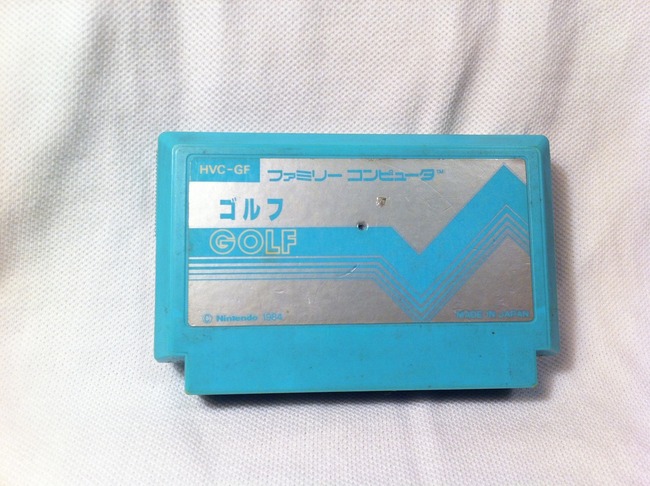 HVC-GF
ファミリーコンピュータ™
ゴルフ
GOLF
© Nintendo 1984
MADE IN JAPAN